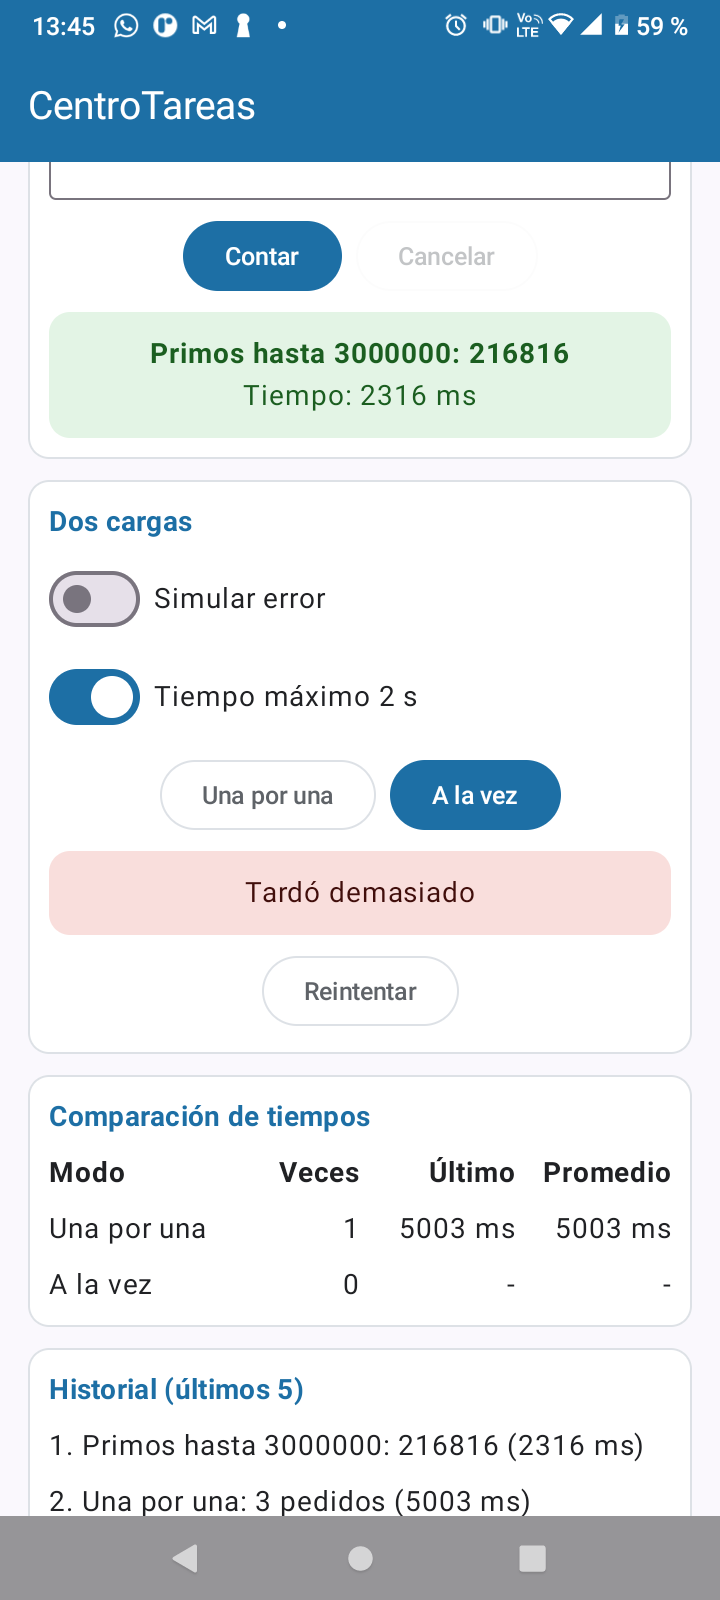 13:45
Vo
LTE
59 %
CentroTareas
Contar
Cancelar
Primos hasta 3000000: 216816
Tiempo: 2316 ms
Dos cargas
Simular error
Tiempo máximo 2 s
Una por una
A la vez
Tardó demasiado
Reintentar
Comparación de tiempos
Modo Veces Último Promedio
Una por una 1 5003 ms 5003 ms
A la vez 0 - -
Historial (últimos 5)
1. Primos hasta 3000000: 216816 (2316 ms)
2. Una por una: 3 pedidos (5003 ms)